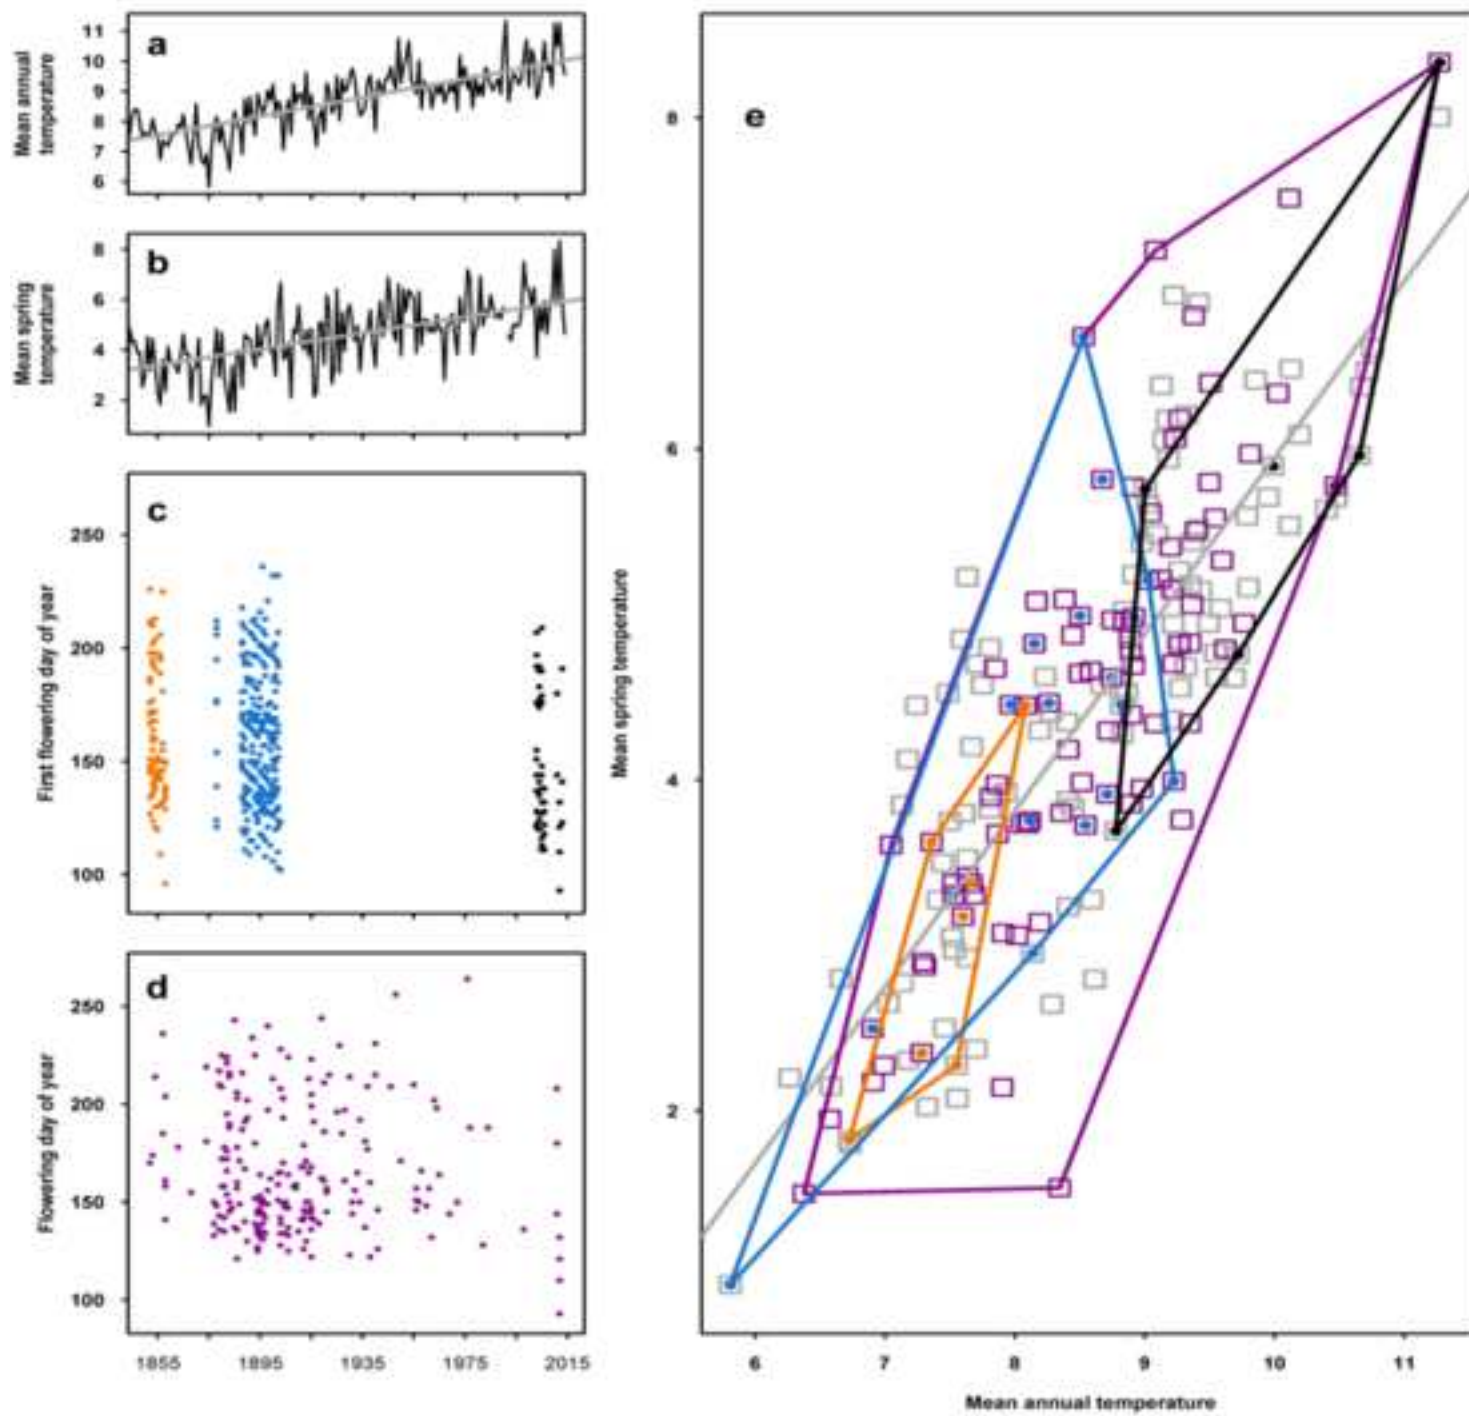 a
Mean annual
temperature
11
10
9
8
7
6
b
Mean spring
temperature
8
6
4
2
c
First flowering day of year
250
200
150
100
d
Flowering day of year
250
200
150
100
1855 1895 1935 1975 2015
e
Mean spring temperature
8
6
4
2
6 7 8 9 10 11
Mean annual temperature